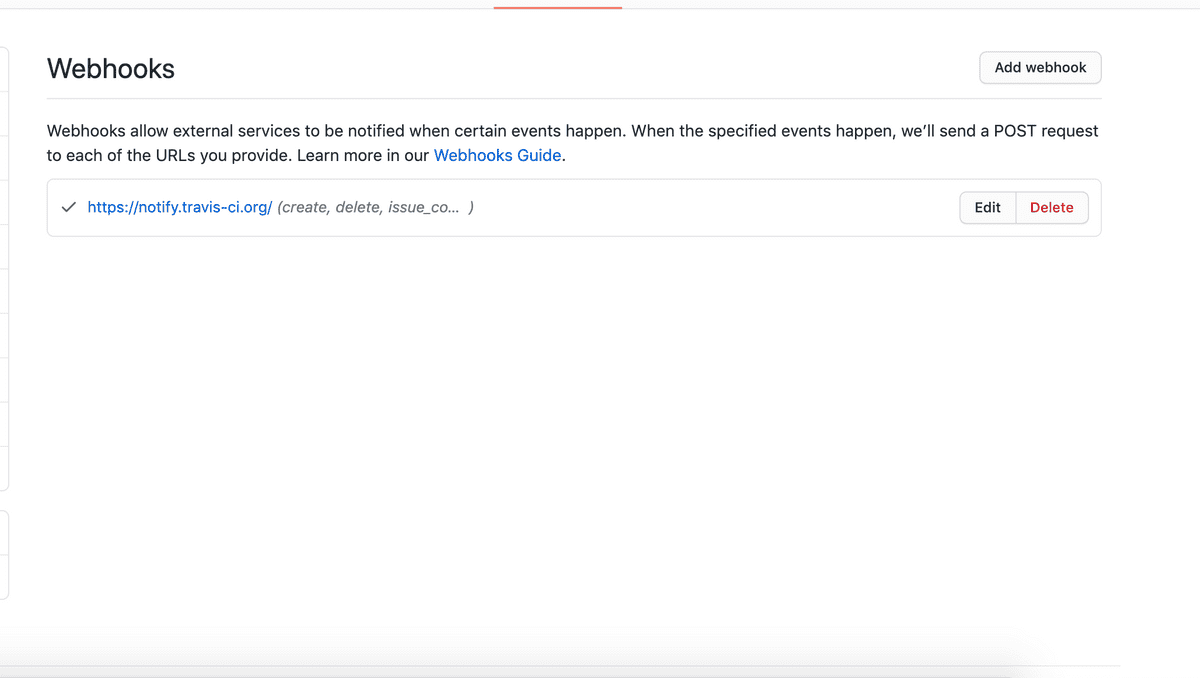 Webhooks
Add webhook
Webhooks allow external services to be notified when certain events happen. When the specified events happen, we’ll send a POST request
to each of the URLs you provide. Learn more in our Webhooks Guide.
https://notify.travis-ci.org/ (create, delete, issue_co... )
Edit
Delete